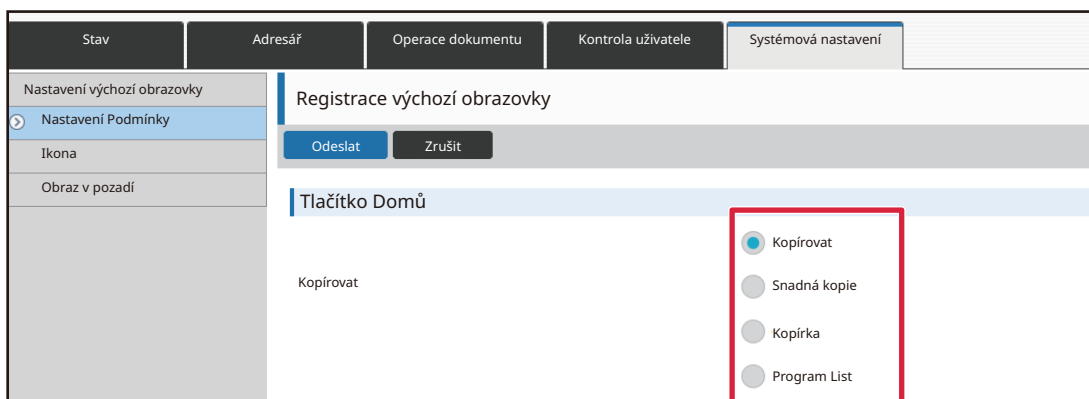 Stav
Adresář
Operace dokumentu
Kontrola uživatele
Systémová nastavení
Nastavení výchozí obrazovky
Nastavení Podmínky
Ikona
Obraz v pozadí
Registrace výchozí obrazovky
Odeslat
Zrušit
Tlačítko Domů
Kopírovat
Kopírovat
Snadná kopie
Kopírka
Program List